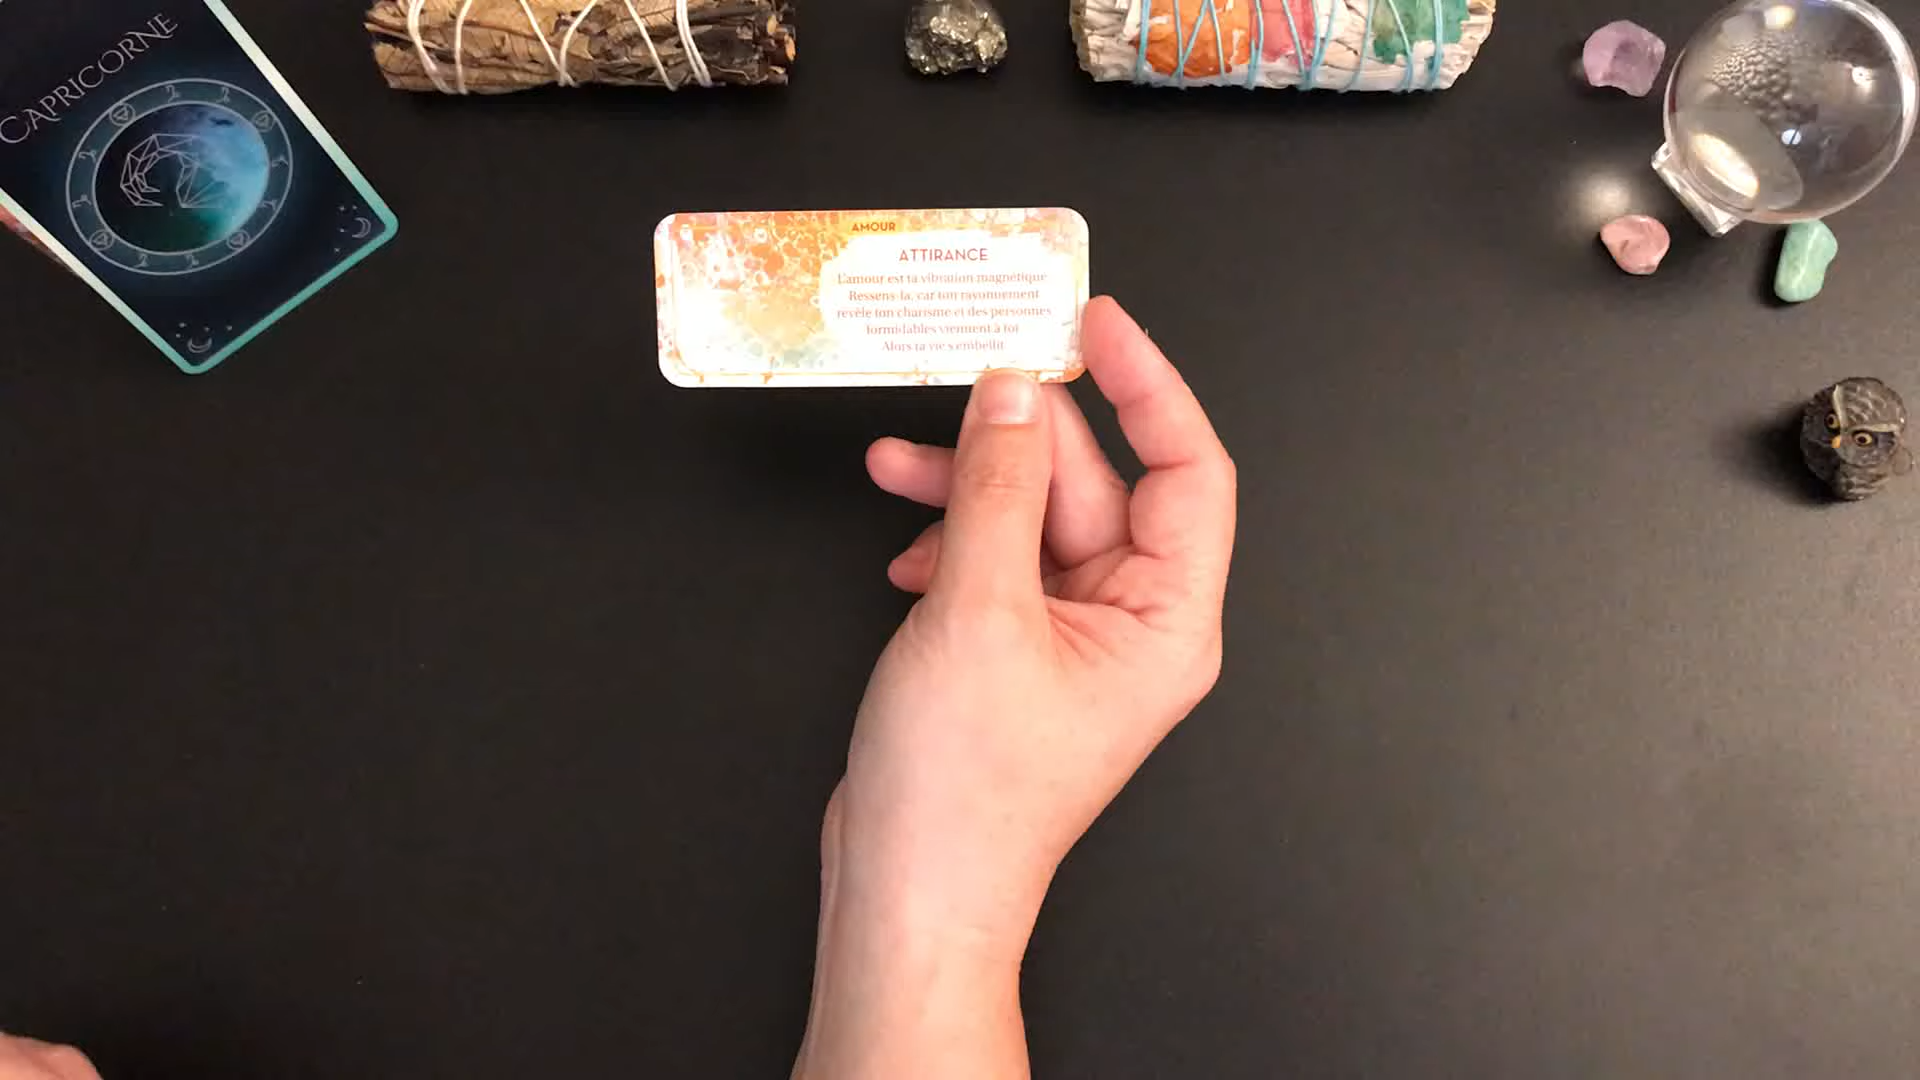 CAPRICORNE
AMOUR
ATTIRANCE
L'amour est ta vibration magnétique.
Ressens-la, car ton rayonnement
révèle ton charisme et des personnes
formidables viennent à toi.
Alors ta vie s'embellit.